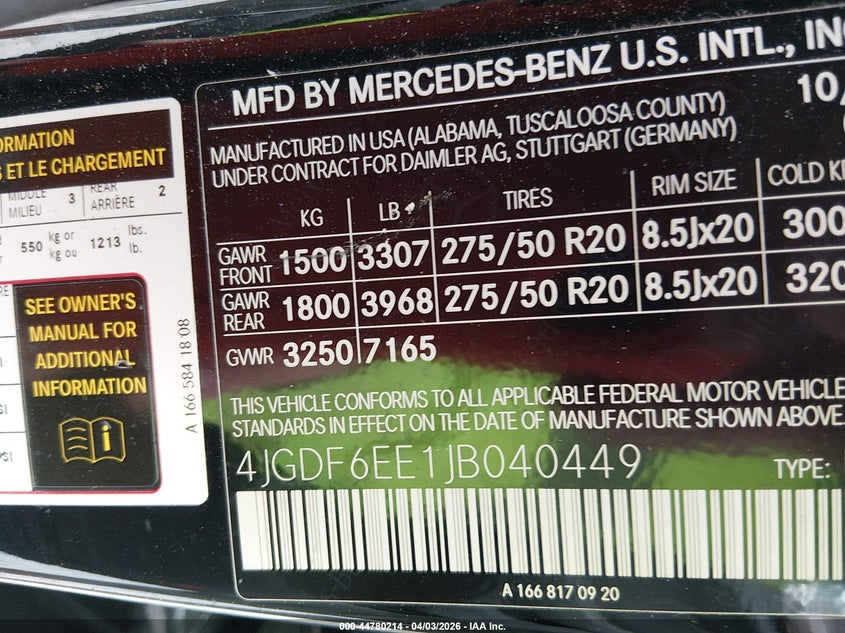 ORMATION
ET LE CHARGEMENT
MIDDLE
MILIEU 3
REAR
ARRIÈRE 2
550 kg or
kg ou 1213 lbs.
lb.
SEE OWNER'S
MANUAL FOR
ADDITIONAL
INFORMATION
A 166 584 18 08
MFD BY MERCEDES-BENZ U.S. INTL., INC
10/
MANUFACTURED IN USA (ALABAMA, TUSCALOOSA COUNTY)
UNDER CONTRACT FOR DAIMLER AG, STUTTGART (GERMANY)
KG LB TIRES RIM SIZE COLD KP
GAWR
FRONT 1500 3307 275/50 R20 8.5Jx20 300
GAWR
REAR 1800 3968 275/50 R20 8.5Jx20 320
GVWR 3250 7165
THIS VEHICLE CONFORMS TO ALL APPLICABLE FEDERAL MOTOR VEHICLE
STANDARDS IN EFFECT ON THE DATE OF MANUFACTURE SHOWN ABOVE.
4JGDF6EE1JB040449 TYPE:
A 166 817 09 20
000-44780214 - 04/03/2026 - IAA Inc.